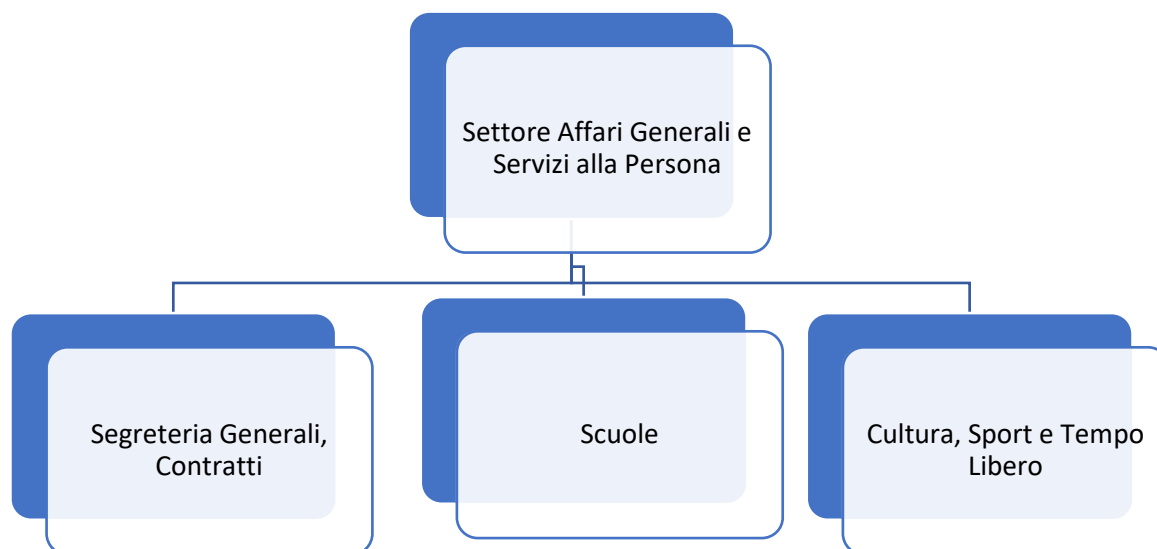 Settore Affari Generali e
Servizi alla Persona
Segreteria Generali,
Contratti
Scuole
Cultura, Sport e Tempo
Libero